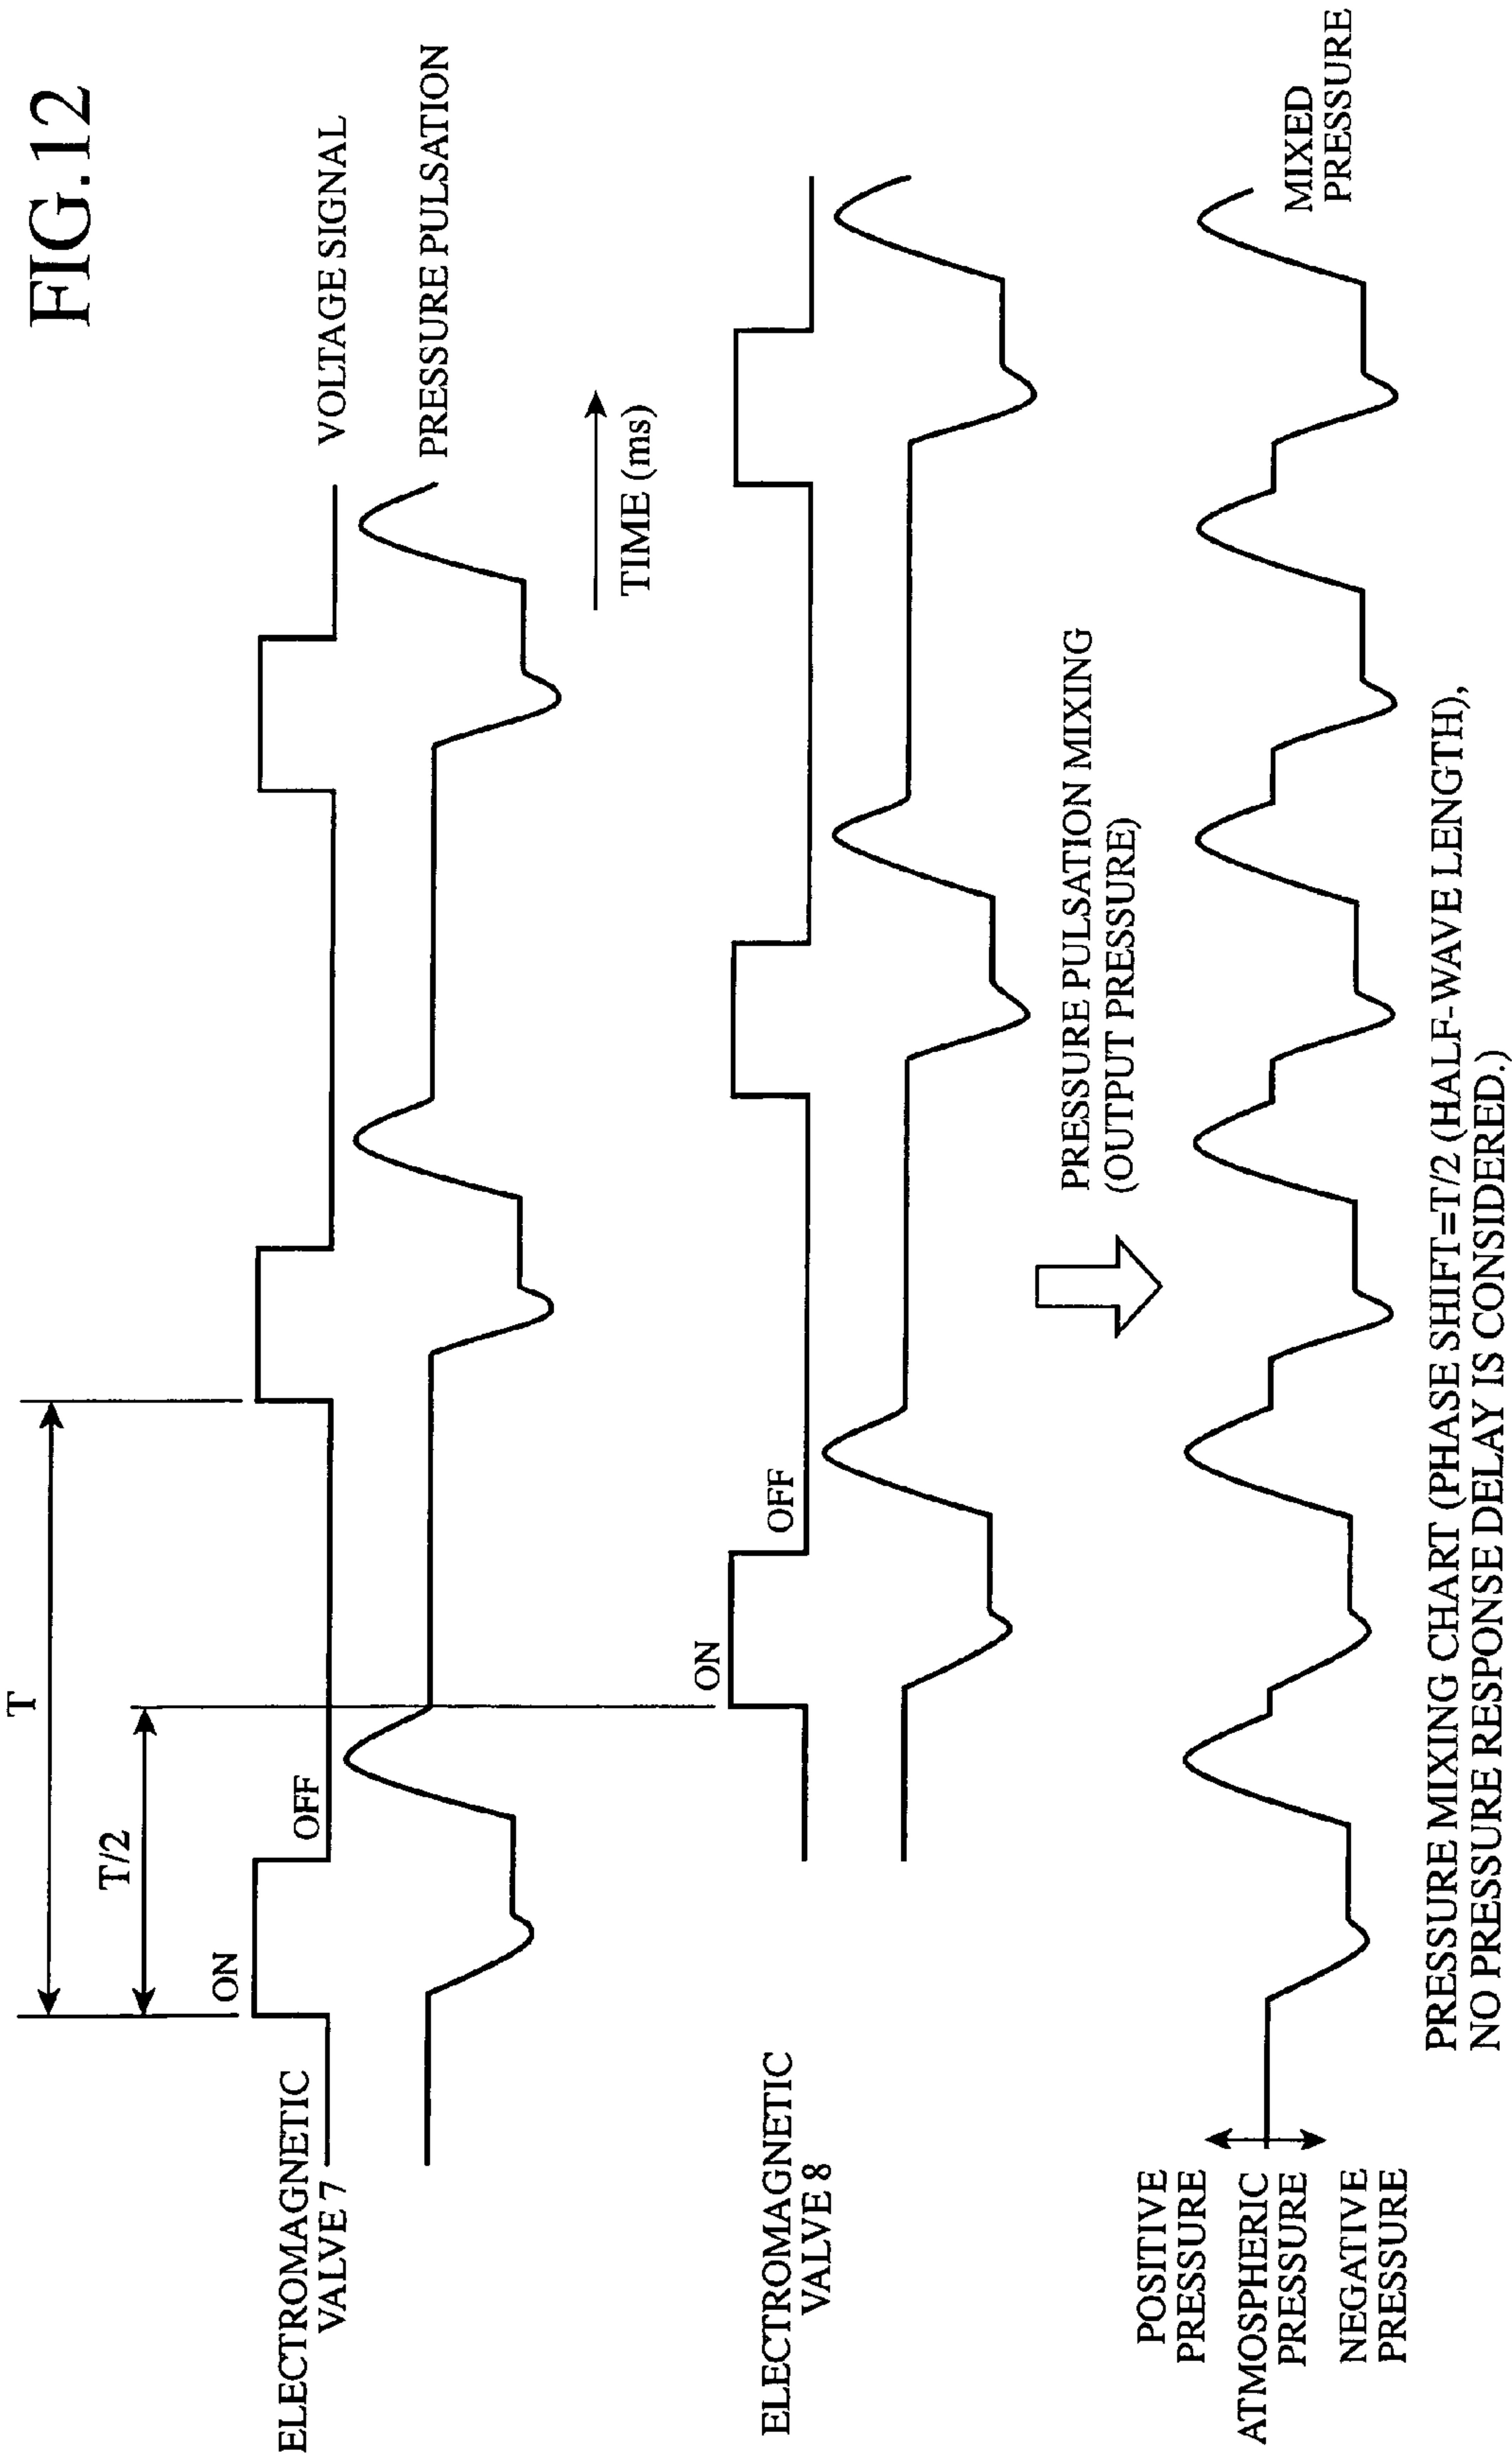 FIG.12
T
T/2
ELECTROMAGNETIC
VALVE 7
ON
OFF
VOLTAGE SIGNAL
PRESSURE PULSATION
TIME (ms)
ELECTROMAGNETIC
VALVE 8
ON
OFF
PRESSURE PULSATION MIXING
(OUTPUT PRESSURE)
POSITIVE
PRESSURE
ATMOSPHERIC
PRESSURE
NEGATIVE
PRESSURE
MIXED
PRESSURE
PRESSURE MIXING CHART (PHASE SHIFT=T/2 (HALF-WAVE LENGTH),
NO PRESSURE RESPONSE DELAY IS CONSIDERED.)